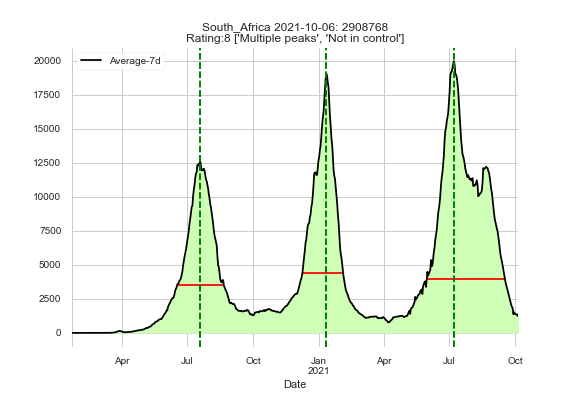 South_Africa 2021-10-06: 2908768
Rating:8 ['Multiple peaks', 'Not in control']
Average-7d
20000
17500
15000
12500
10000
7500
5000
2500
0
Apr Jul Oct Jan Apr Jul Oct
2021
Date